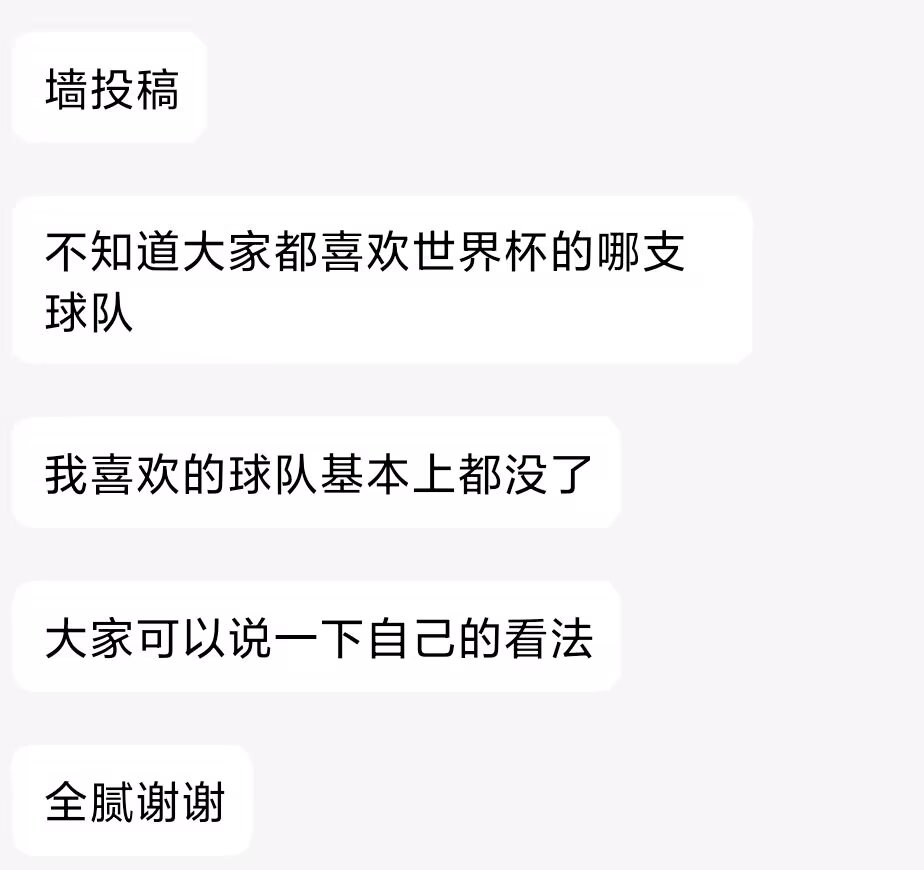 墙投稿
不知道大家都喜欢世界杯的哪支
球队
我喜欢的球队基本上都没了
大家可以说一下自己的看法
全腻谢谢